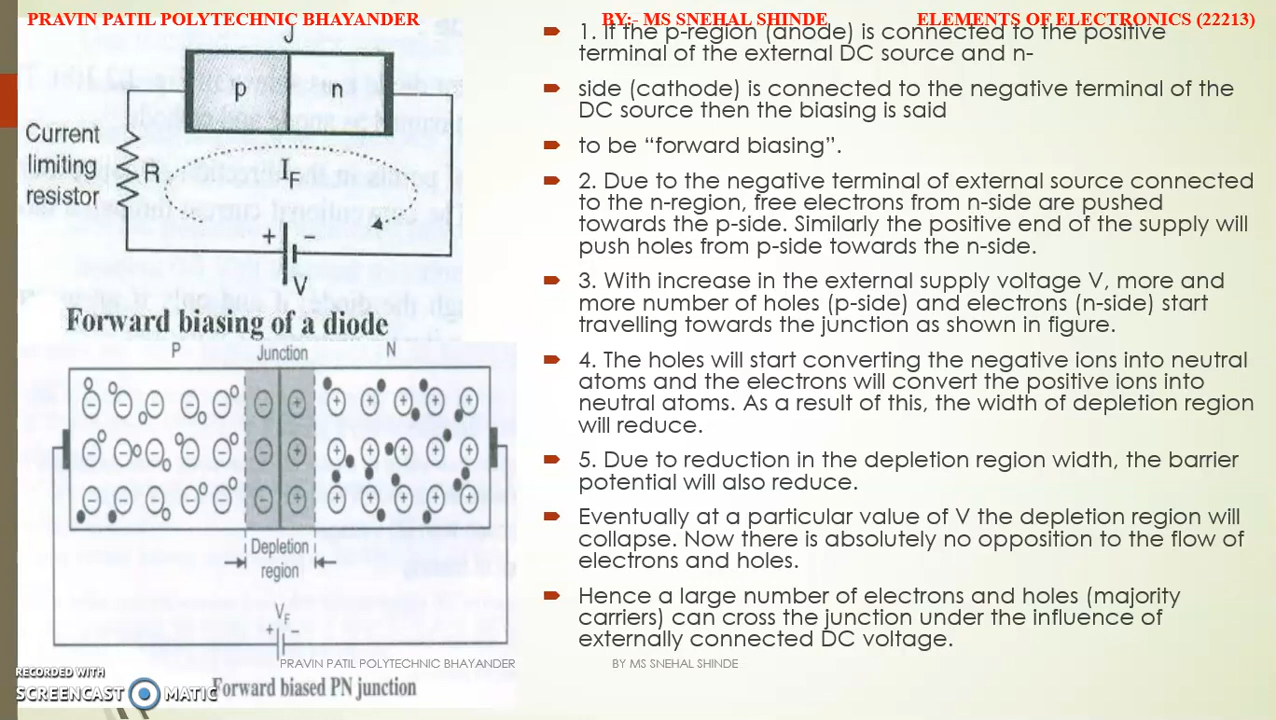 PRAVIN PATIL POLYTECHNIC BHAYANDER BY:- MS SNEHAL SHINDE ELEMENTS OF ELECTRONICS (22213)
J
p n
Current
limiting
resistor
R
I_F
+ −
V
Forward biasing of a diode
P Junction N
Depletion
region
V_F
+ −
Forward biased PN junction
1. If the p-region (anode) is connected to the positive
terminal of the external DC source and n-
side (cathode) is connected to the negative terminal of the
DC source then the biasing is said
to be “forward biasing”.
2. Due to the negative terminal of external source connected
to the n-region, free electrons from n-side are pushed
towards the p-side. Similarly the positive end of the supply will
push holes from p-side towards the n-side.
3. With increase in the external supply voltage V, more and
more number of holes (p-side) and electrons (n-side) start
travelling towards the junction as shown in figure.
4. The holes will start converting the negative ions into neutral
atoms and the electrons will convert the positive ions into
neutral atoms. As a result of this, the width of depletion region
will reduce.
5. Due to reduction in the depletion region width, the barrier
potential will also reduce.
Eventually at a particular value of V the depletion region will
collapse. Now there is absolutely no opposition to the flow of
electrons and holes.
Hence a large number of electrons and holes (majority
carriers) can cross the junction under the influence of
externally connected DC voltage.
PRAVIN PATIL POLYTECHNIC BHAYANDER BY MS SNEHAL SHINDE
RECORDED WITH
SCREENCAST MATIC